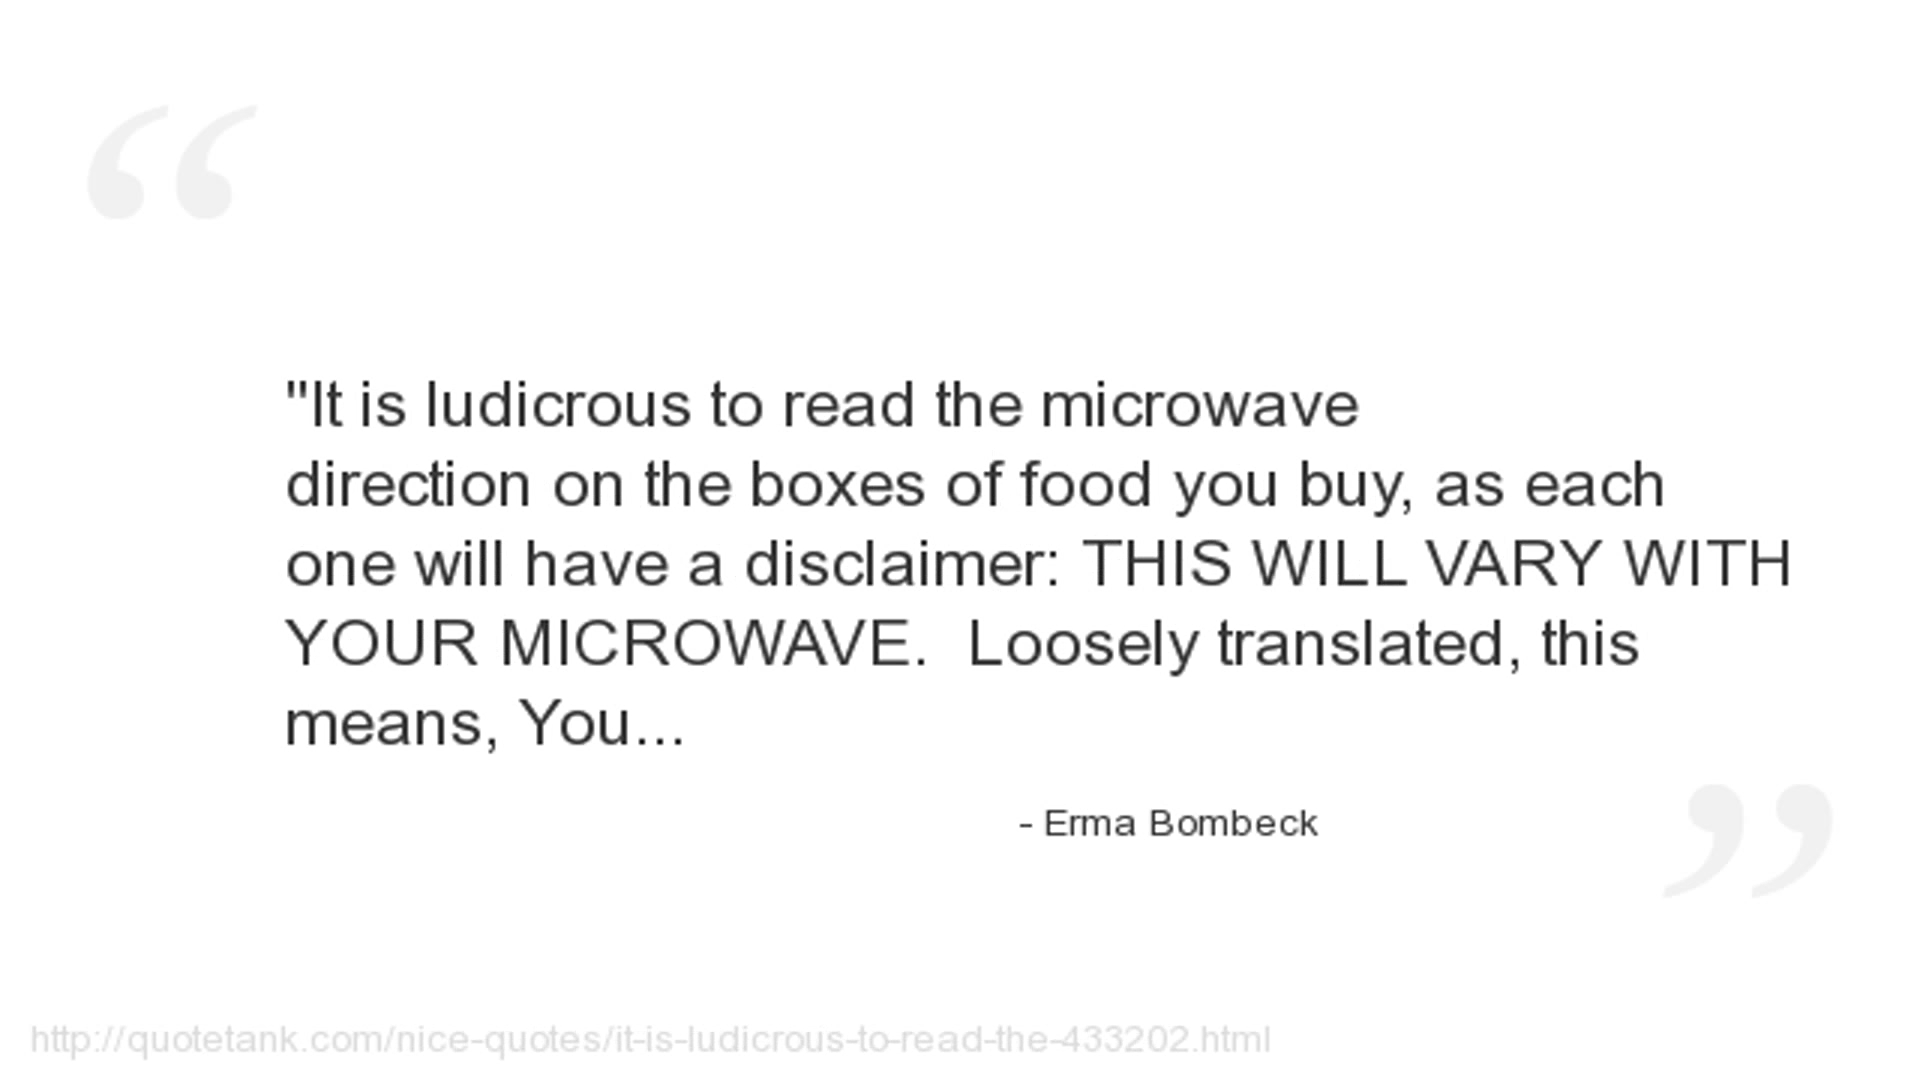 "It is ludicrous to read the microwave
direction on the boxes of food you buy, as each
one will have a disclaimer: THIS WILL VARY WITH
YOUR MICROWAVE.  Loosely translated, this
means, You...
- Erma Bombeck
http://quotetank.com/nice-quotes/it-is-ludicrous-to-read-the-433202.html